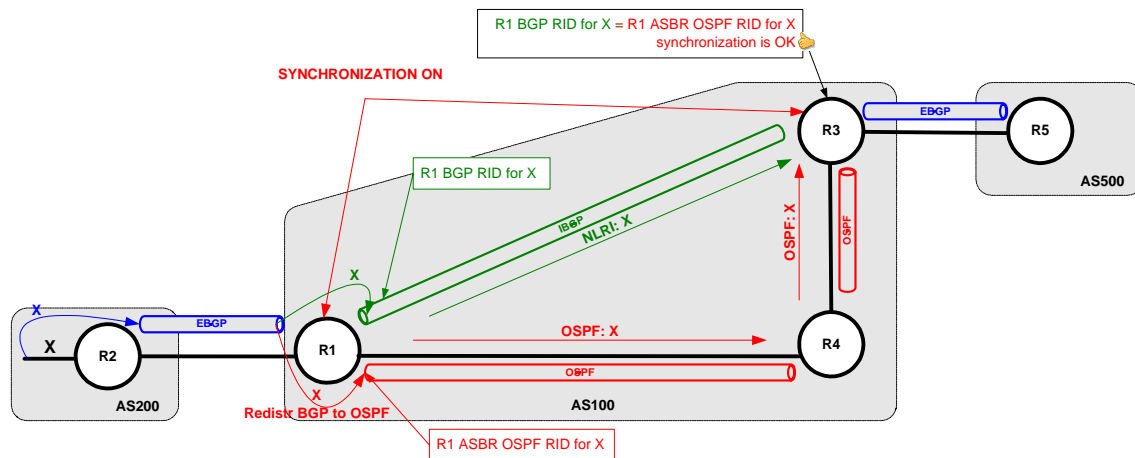 R1 BGP RID for X = R1 ASBR OSPF RID for X
synchronization is OK
SYNCHRONIZATION ON
EBGP
R3
R5
R1 BGP RID for X
AS500
IBGP
NLRI: X
OSPF: X
OSPF
X
X
EBGP
OSPF: X
X
R2
R1
R4
OSPF
X
AS200
Redistr BGP to OSPF
AS100
R1 ASBR OSPF RID for X